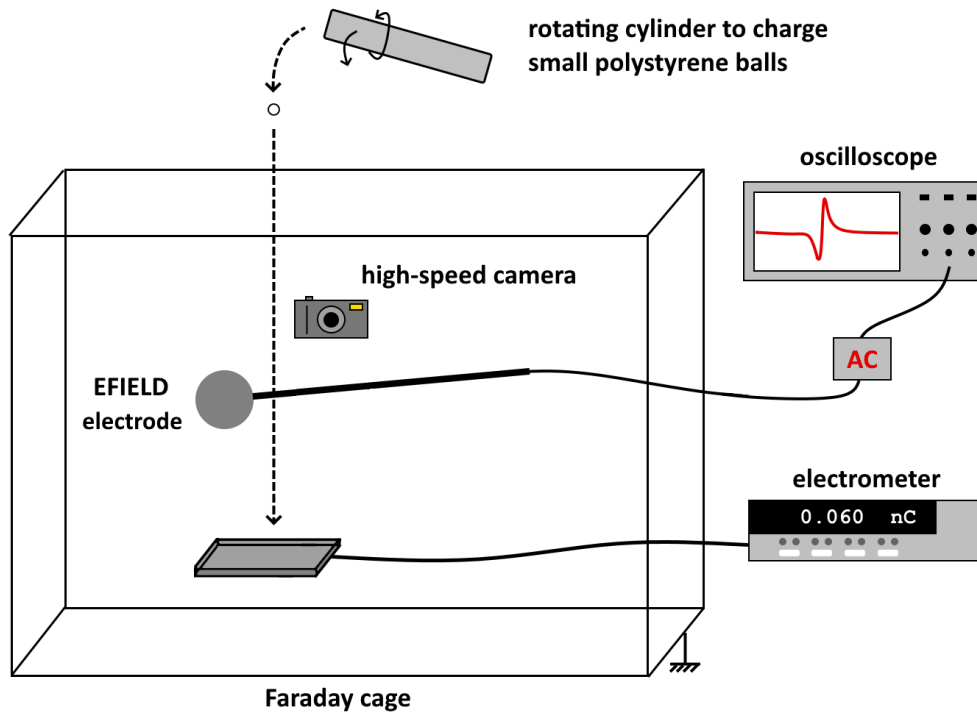 rotating cylinder to charge
small polystyrene balls
oscilloscope
high-speed camera
AC
EFIELD
electrode
electrometer
0.060 nC
Faraday cage